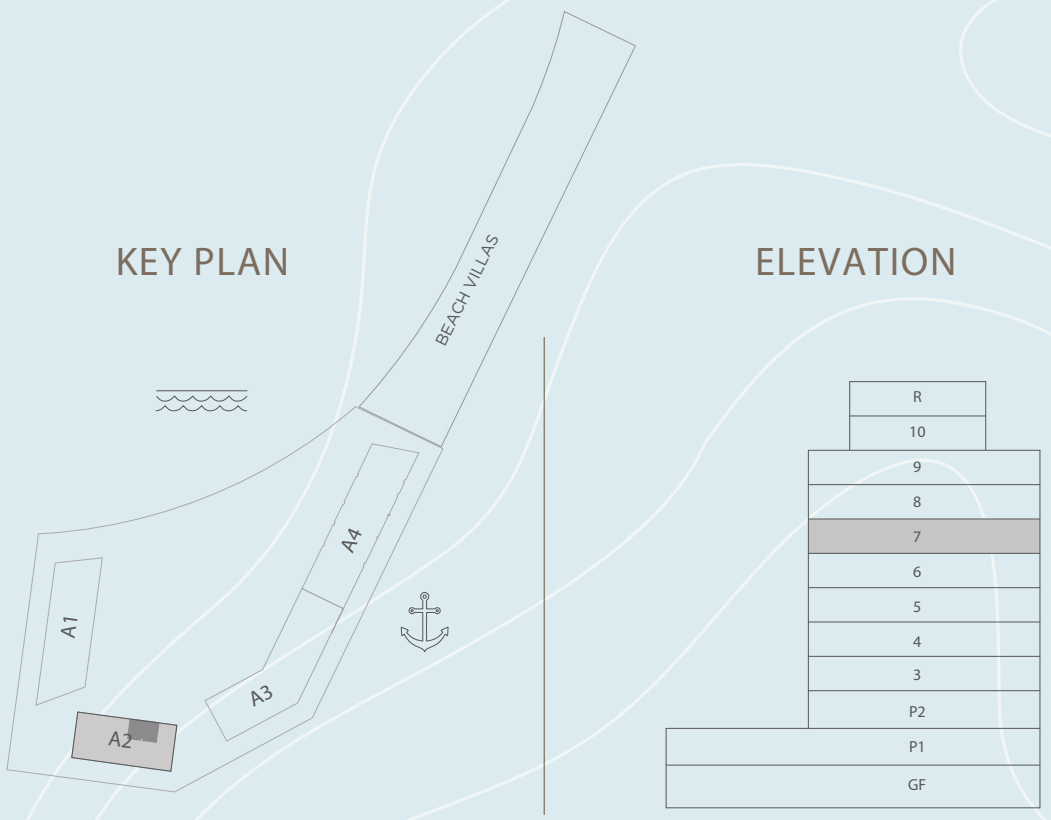 KEY PLAN
BEACH VILLAS
A4
A1
A3
A2
ELEVATION
R
10
9
8
7
6
5
4
3
P2
P1
GF